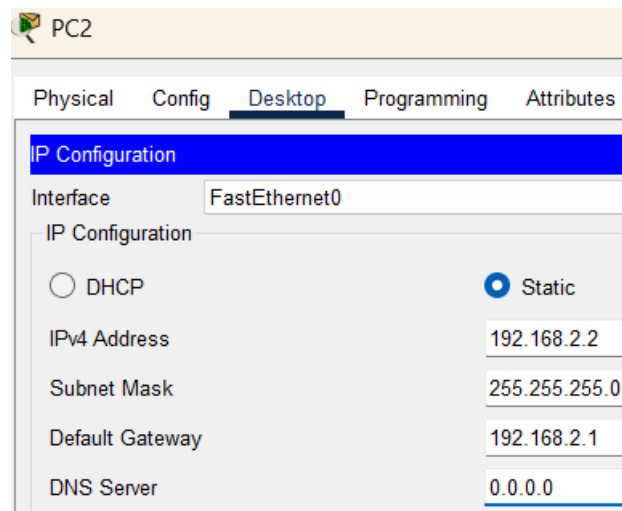 PC2
Physical Config Desktop Programming Attributes
IP Configuration
Interface FastEthernet0
IP Configuration
DHCP Static
IPv4 Address 192.168.2.2
Subnet Mask 255.255.255.0
Default Gateway 192.168.2.1
DNS Server 0.0.0.0